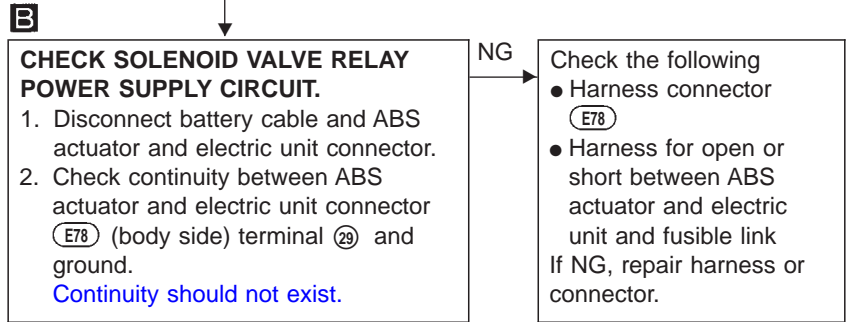 B
CHECK SOLENOID VALVE RELAY
POWER SUPPLY CIRCUIT.
1. Disconnect battery cable and ABS
actuator and electric unit connector.
2. Check continuity between ABS
actuator and electric unit connector
E78 (body side) terminal 29 and
ground.
Continuity should not exist.
NG
Check the following
● Harness connector
E78
● Harness for open or
short between ABS
actuator and electric
unit and fusible link
If NG, repair harness or
connector.